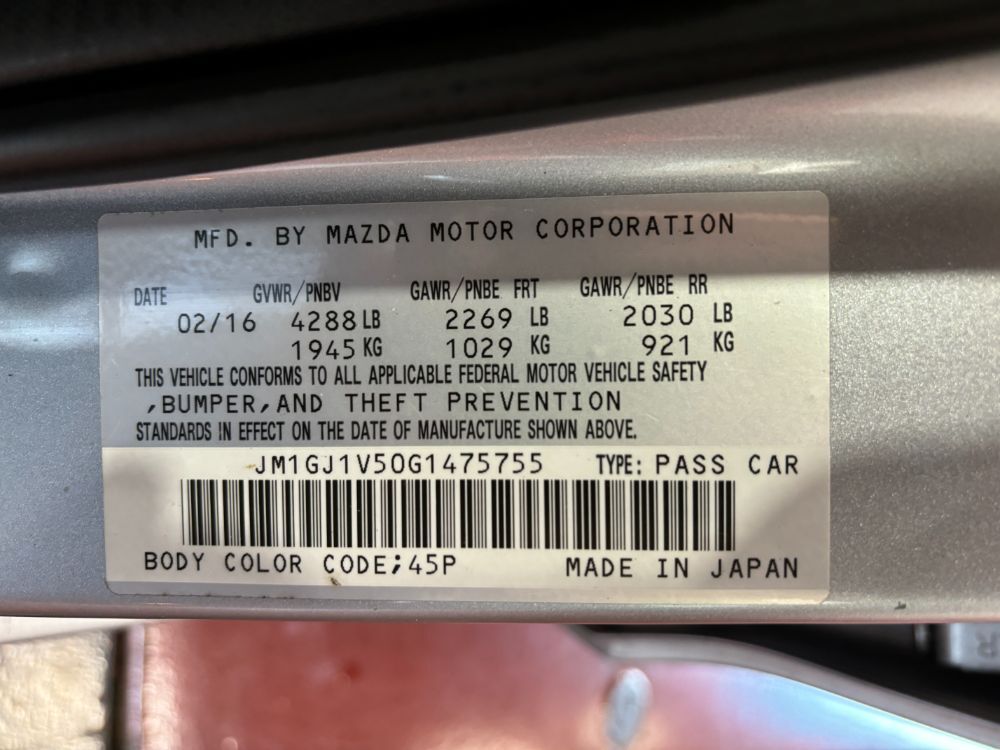 MFD. BY MAZDA MOTOR CORPORATION
DATE GVWR/PNBV GAWR/PNBE FRT GAWR/PNBE RR
02/16 4288 LB 2269 LB 2030 LB
1945 KG 1029 KG 921 KG
THIS VEHICLE CONFORMS TO ALL APPLICABLE FEDERAL MOTOR VEHICLE SAFETY
,BUMPER,AND THEFT PREVENTION
STANDARDS IN EFFECT ON THE DATE OF MANUFACTURE SHOWN ABOVE.
JM1GJ1V50G1475755 TYPE: PASS CAR
BODY COLOR CODE;45P MADE IN JAPAN
R